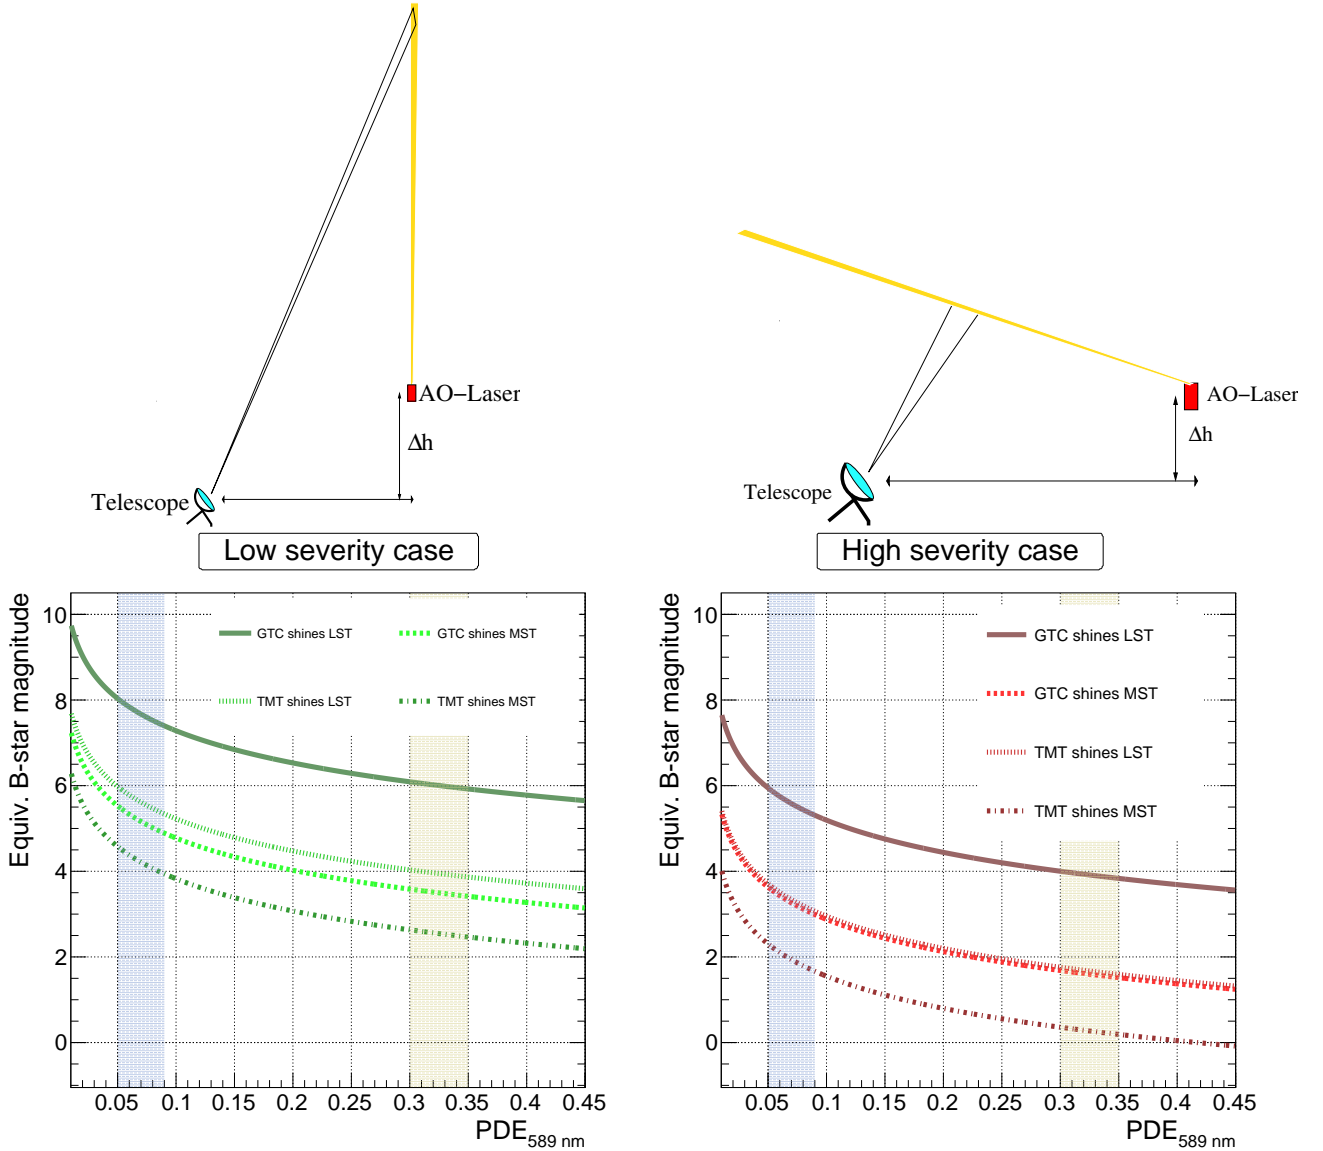 AO−Laser
Δh
Telescope
Low severity case
AO−Laser
Δh
Telescope
High severity case
Equiv. B-star magnitude
10
8
6
4
2
0
GTC shines LST
GTC shines MST
TMT shines LST
TMT shines MST
0.05 0.1 0.15 0.2 0.25 0.3 0.35 0.4 0.45
PDE589 nm
Equiv. B-star magnitude
10
8
6
4
2
0
GTC shines LST
GTC shines MST
TMT shines LST
TMT shines MST
0.05 0.1 0.15 0.2 0.25 0.3 0.35 0.4 0.45
PDE589 nm